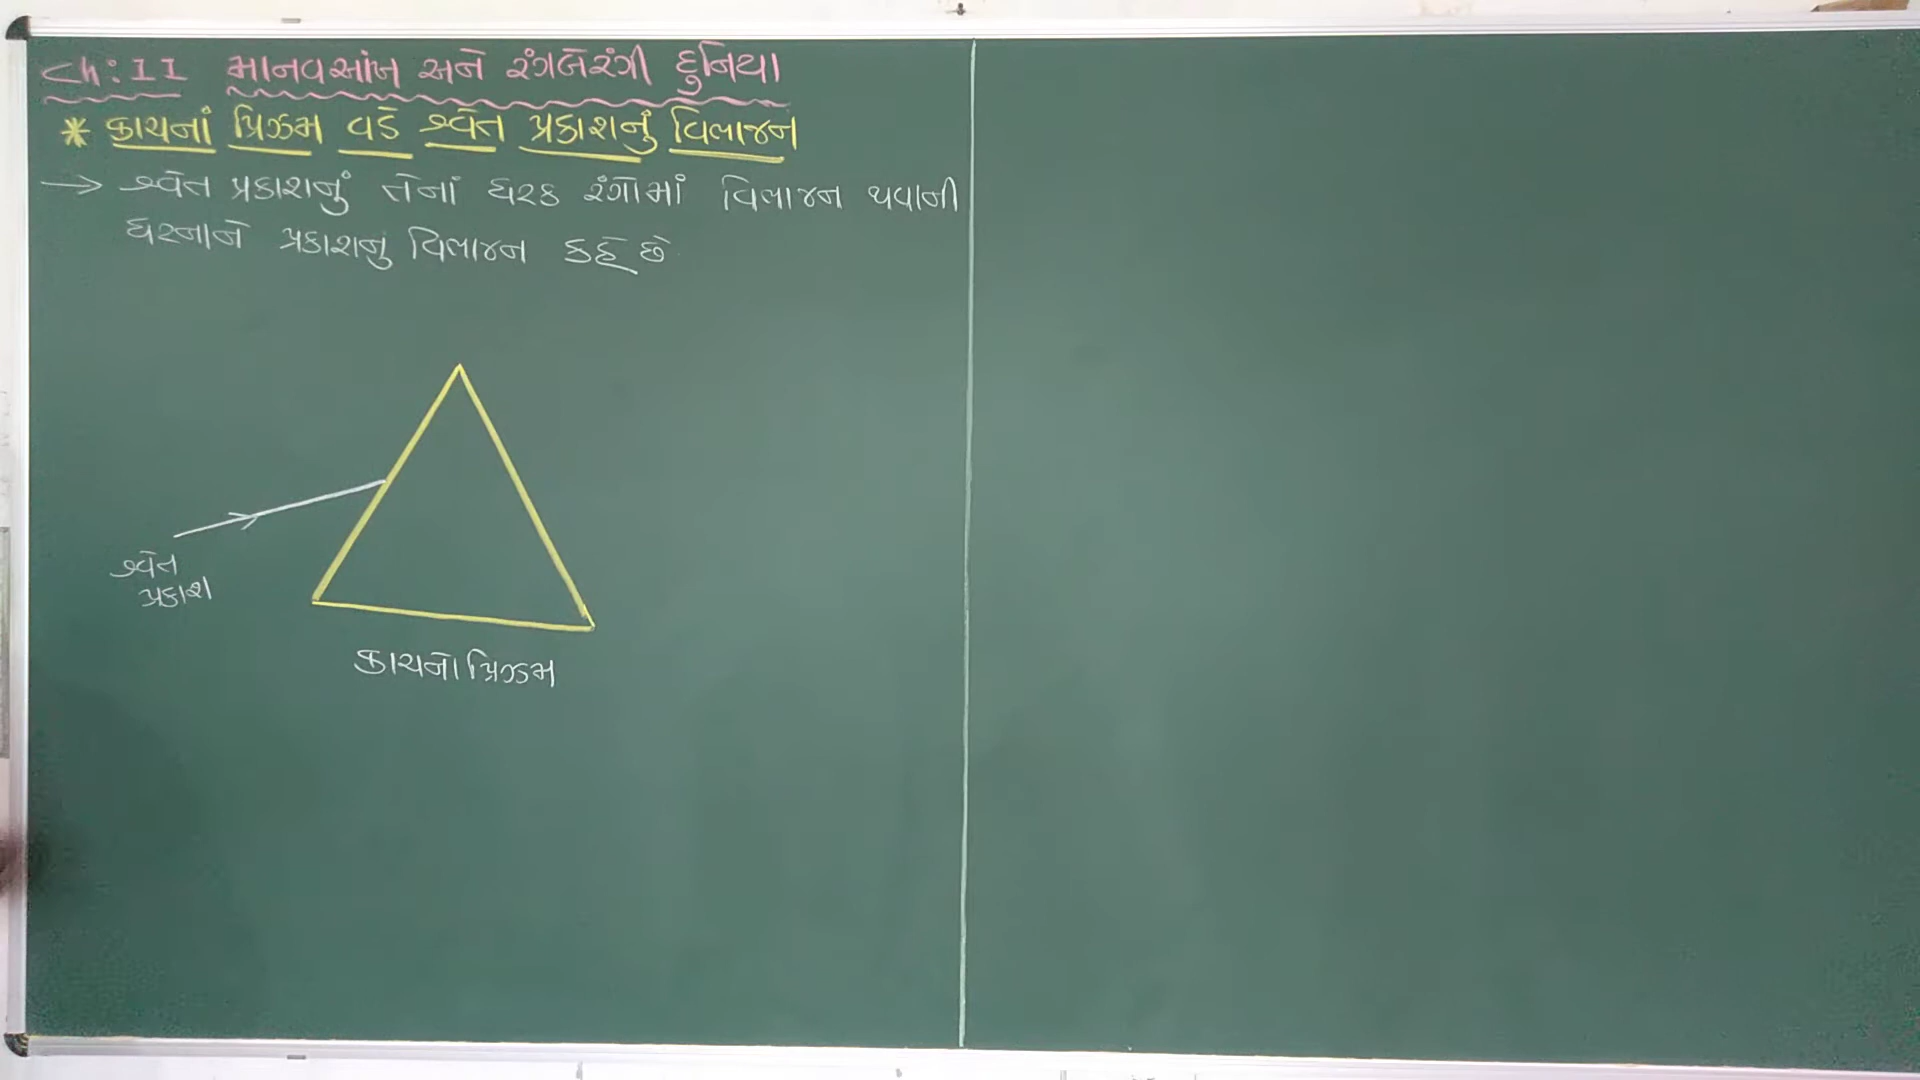 Ch: 11 માનવઆંખ અને રંગબેરંગી દુનિયા
* કાચનાં પ્રિઝમ વડે શ્વેત પ્રકાશનું વિભાજન
→ શ્વેત પ્રકાશનું તેનાં ઘટક રંગોમાં વિભાજન થવાની
ઘટનાને પ્રકાશનું વિભાજન કહે છે
શ્વેત
પ્રકાશ
કાચનો પ્રિઝમ